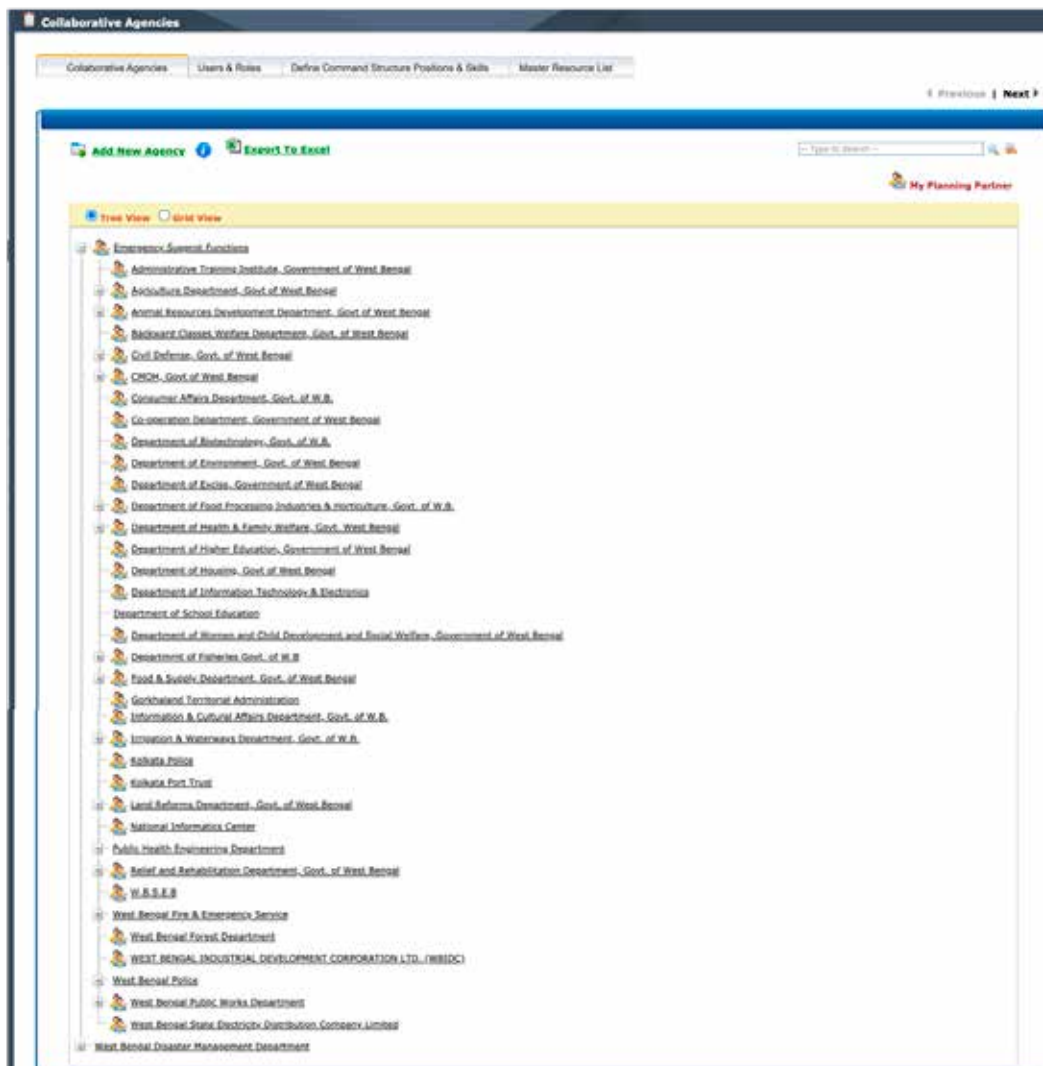 Collaborative Agencies
Collaborative Agencies Users & Roles Define Command Structure Positions & Skills Master Resource List
Previous | Next
Add New Agency Export To Excel -- Type to Search --
My Planning Partner
Tree View Grid View
Emergency Support Functions
Administrative Training Institute, Government of West Bengal
Agriculture Department, Govt of West Bengal
Animal Resources Development Department, Govt of West Bengal
Backward Classes Welfare Department, Govt. of West Bengal
Civil Defense, Govt. of West Bengal
CMOH, Govt of West Bengal
Consumer Affairs Department, Govt. of W.B.
Co-operation Department, Government of West Bengal
Department of Biotechnology, Govt. of W.B.
Department of Environment, Govt. of West Bengal
Department of Excise, Government of West Bengal
Department of Food Processing Industries & Horticulture, Govt. of W.B.
Department of Health & Family Welfare, Govt. West Bengal
Department of Higher Education, Government of West Bengal
Department of Housing, Govt of West Bengal
Department of Information Technology & Electronics
Department of School Education
Department of Women and Child Development and Social Welfare, Government of West Bengal
Departmnt of Fisheries Govt. of W.B
Food & Supply Department, Govt. of West Bengal
Gorkhaland Territorial Administration
Information & Cultural Affairs Department, Govt. of W.B.
Irrigation & Waterways Department, Govt. of W.B.
Kolkata Police
Kolkata Port Trust
Land Reforms Department, Govt. of West Bengal
National Informatics Center
Public Health Engineering Department
Relief and Rehabilitation Department, Govt. of West Bengal
W.B.S.E.B
West Bengal Fire & Emergency Service
West Bengal Forest Department
WEST BENGAL INDUSTRIAL DEVELOPMENT CORPORATION LTD. (WBIDC)
West Bengal Police
West Bengal Public Works Department
West Bengal State Electricity Distribution Company Limited
West Bengal Disaster Management Department